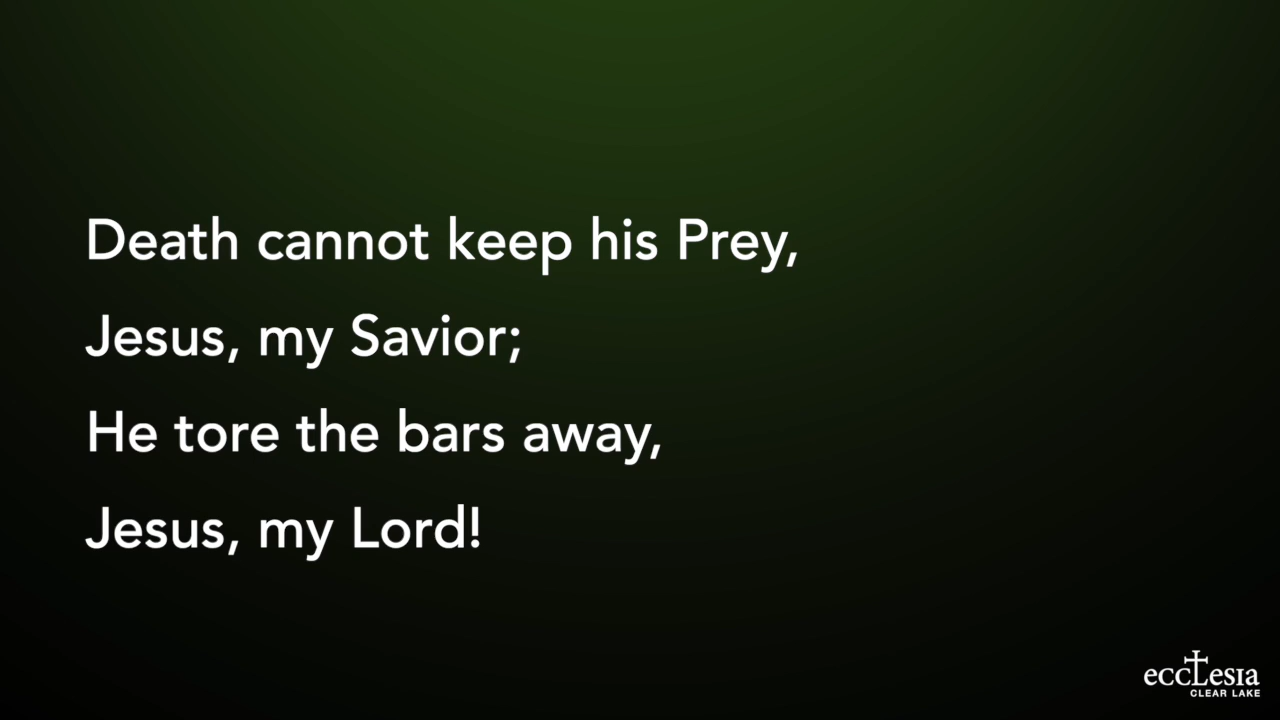 Death cannot keep his Prey,
Jesus, my Savior;
He tore the bars away,
Jesus, my Lord!
eccLesia
CLEAR LAKE